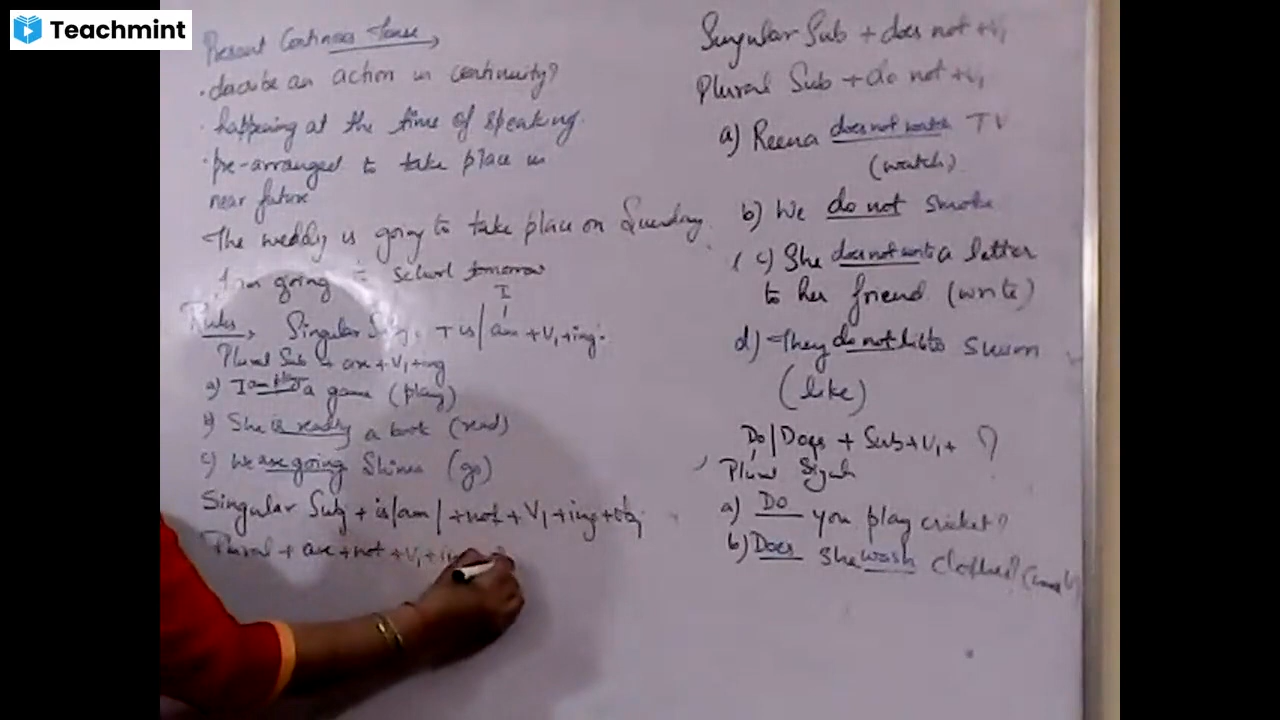 Teachmint
Present Continous Tense,
. describe an action in continuity?
. happening at the time of speaking.
. pre-arranged to take place in
near future
The wedding is going to take place on Sunday.
I am going to school tomorrow
I
Rules, Singular Subj. + is/am + V1 + ing.
Plural Sub + are + V1 + ing
a) I am play a game (play)
b) She is reading a book (read)
c) We are going Shimla (go)
Singular Subj + is/am/ + not + V1 + ing + obj
Plural + are + not + V1 + ing
Singular Sub + does not + V1
Plural Sub + do not + V1
a) Reena does not watch TV
(watch)
b) We do not smoke
c) She does not write a letter
to her friend (write)
d) They do not like to swim
(like)
Do/Does + Sub + V1 + ?
Plural
a) Do you play cricket?
b) Does she wash clothes?